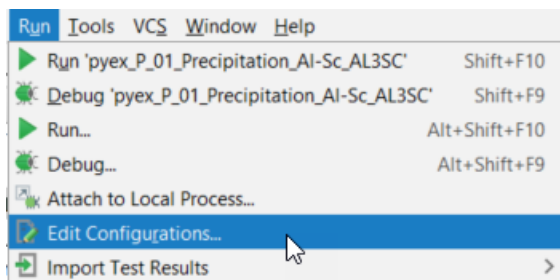 Run Tools VCS Window Help
Run 'pyex_P_01_Precipitation_Al-Sc_AL3SC' Shift+F10
Debug 'pyex_P_01_Precipitation_Al-Sc_AL3SC' Shift+F9
Run... Alt+Shift+F10
Debug... Alt+Shift+F9
Attach to Local Process...
Edit Configurations...
Import Test Results